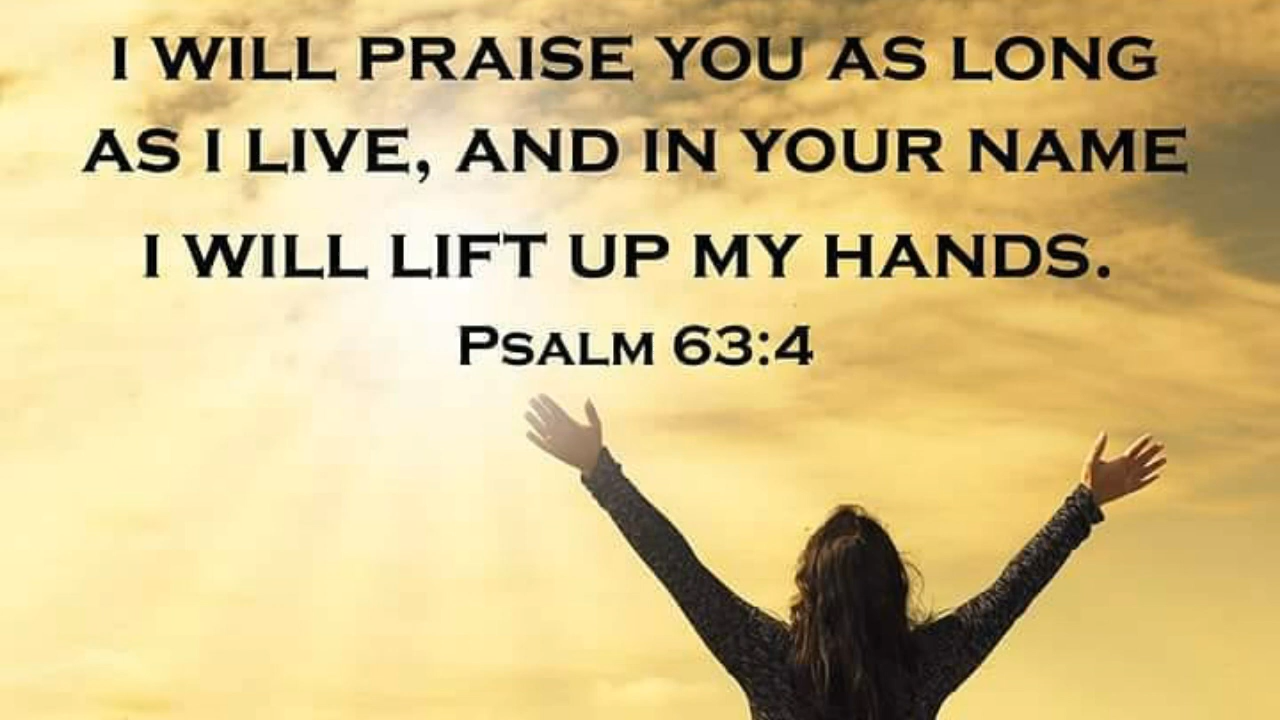 I WILL PRAISE YOU AS LONG
AS I LIVE, AND IN YOUR NAME
I WILL LIFT UP MY HANDS.
PSALM 63:4